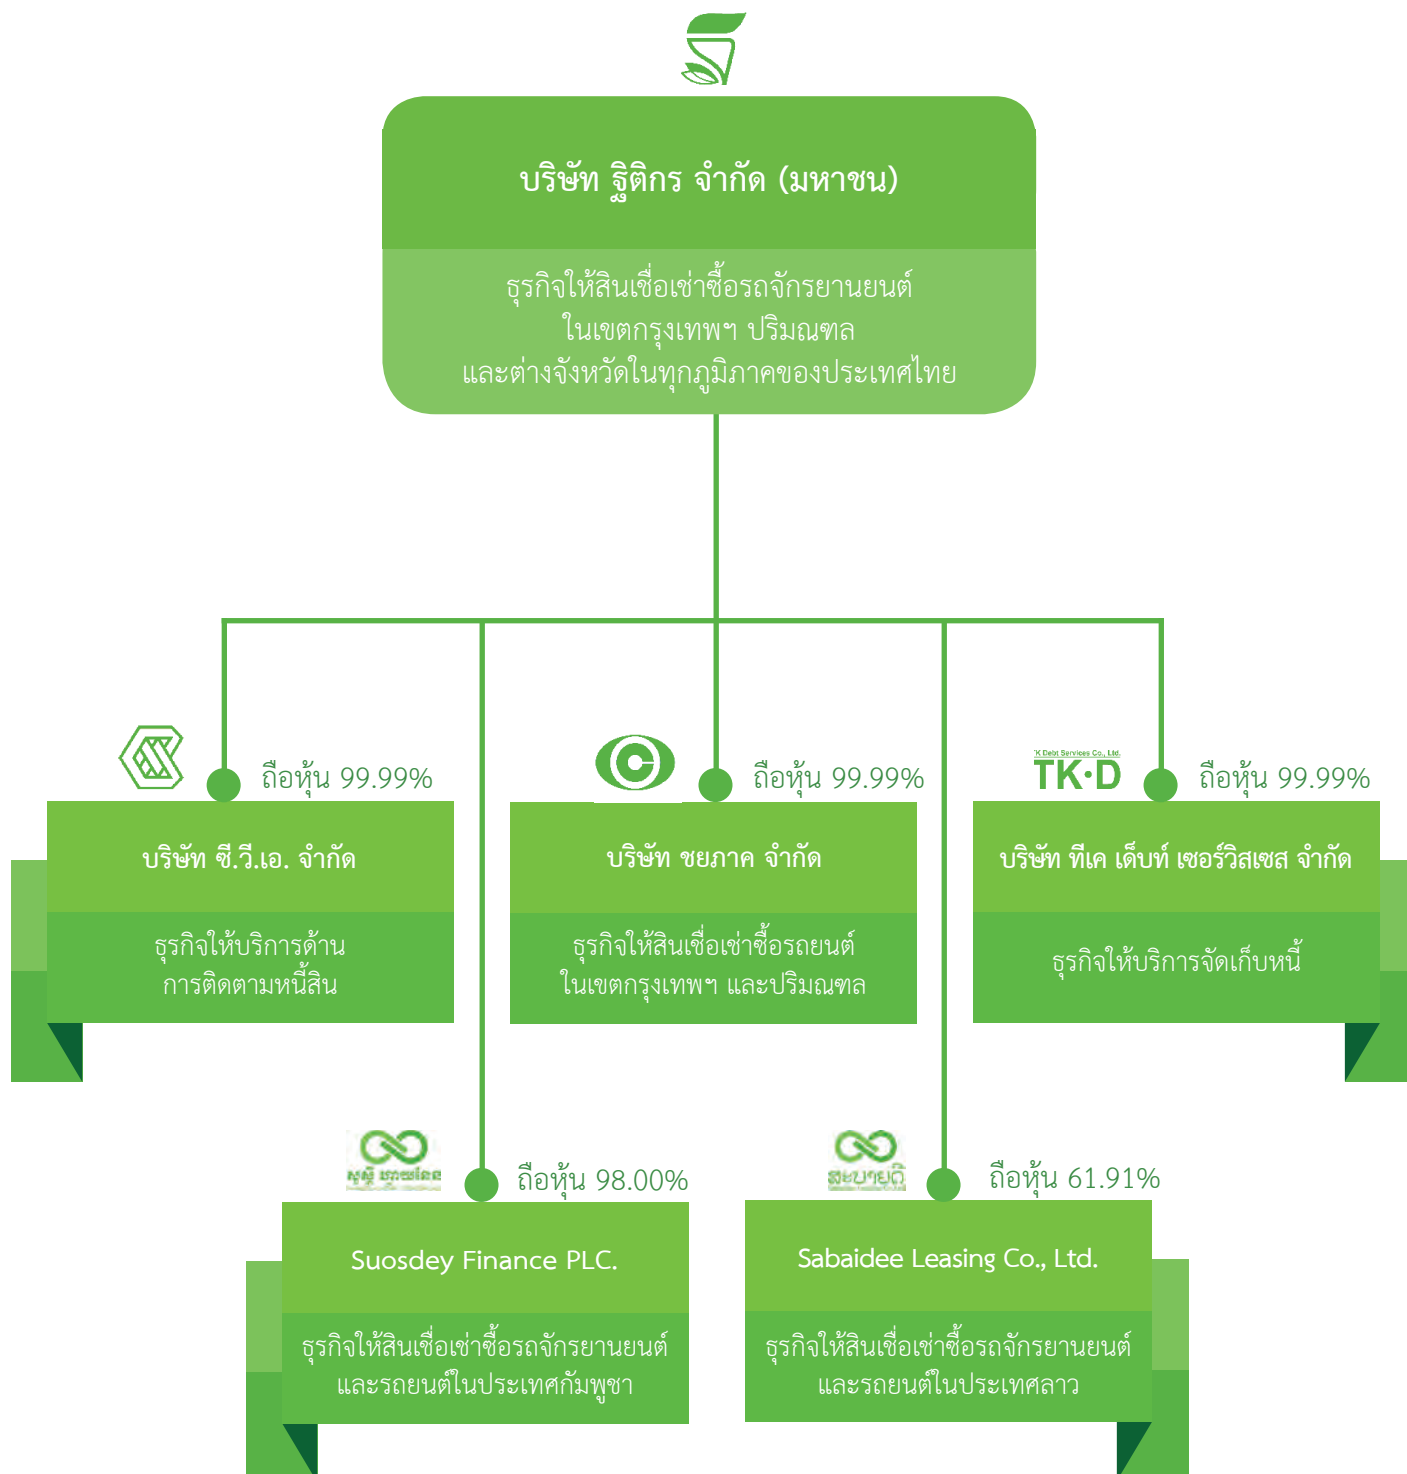 บริษัท ฐิติกร จำกัด (มหาชน)
ธุรกิจให้สินเชื่อเช่าซื้อรถจักรยานยนต์
ในเขตกรุงเทพฯ ปริมณฑล
และต่างจังหวัดในทุกภูมิภาคของประเทศไทย
ถือหุ้น 99.99%
บริษัท ซี.วี.เอ. จำกัด
ธุรกิจให้บริการด้าน
การติดตามหนี้สิน
ถือหุ้น 99.99%
บริษัท ชยภาค จำกัด
ธุรกิจให้สินเชื่อเช่าซื้อรถยนต์
ในเขตกรุงเทพฯ และปริมณฑล
TK Debt Services Co., Ltd.
TK·D
ถือหุ้น 99.99%
บริษัท ทีเค เด็บท์ เซอร์วิสเซส จำกัด
ธุรกิจให้บริการจัดเก็บหนี้
ถือหุ้น 98.00%
Suosdey Finance PLC.
ธุรกิจให้สินเชื่อเช่าซื้อรถจักรยานยนต์
และรถยนต์ในประเทศกัมพูชา
ສະບາຍດີ
ถือหุ้น 61.91%
Sabaidee Leasing Co., Ltd.
ธุรกิจให้สินเชื่อเช่าซื้อรถจักรยานยนต์
และรถยนต์ในประเทศลาว